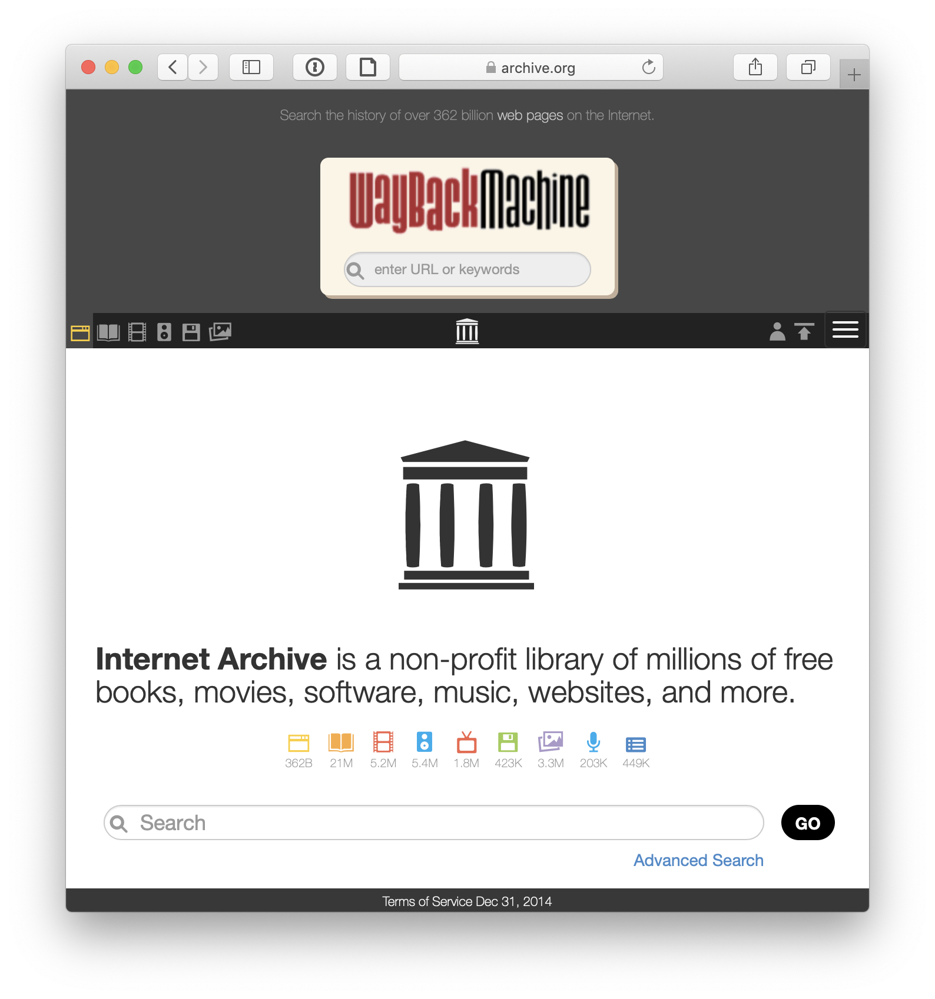 archive.org
Search the history of over 362 billion web pages on the Internet.
WayBackMachine
enter URL or keywords
Internet Archive is a non-profit library of millions of free
books, movies, software, music, websites, and more.
362B 21M 5.2M 5.4M 1.8M 423K 3.3M 203K 449K
Search GO
Advanced Search
Terms of Service Dec 31, 2014